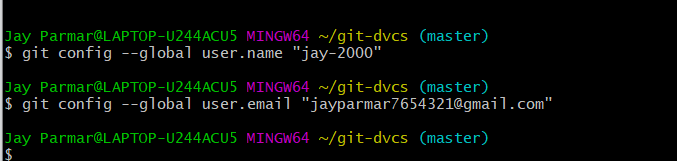 Jay Parmar@LAPTOP-U244ACU5 MINGW64 ~/git-dvcs (master)
$ git config --global user.name "jay-2000"
Jay Parmar@LAPTOP-U244ACU5 MINGW64 ~/git-dvcs (master)
$ git config --global user.email "jayparmar7654321@gmail.com"
Jay Parmar@LAPTOP-U244ACU5 MINGW64 ~/git-dvcs (master)
$